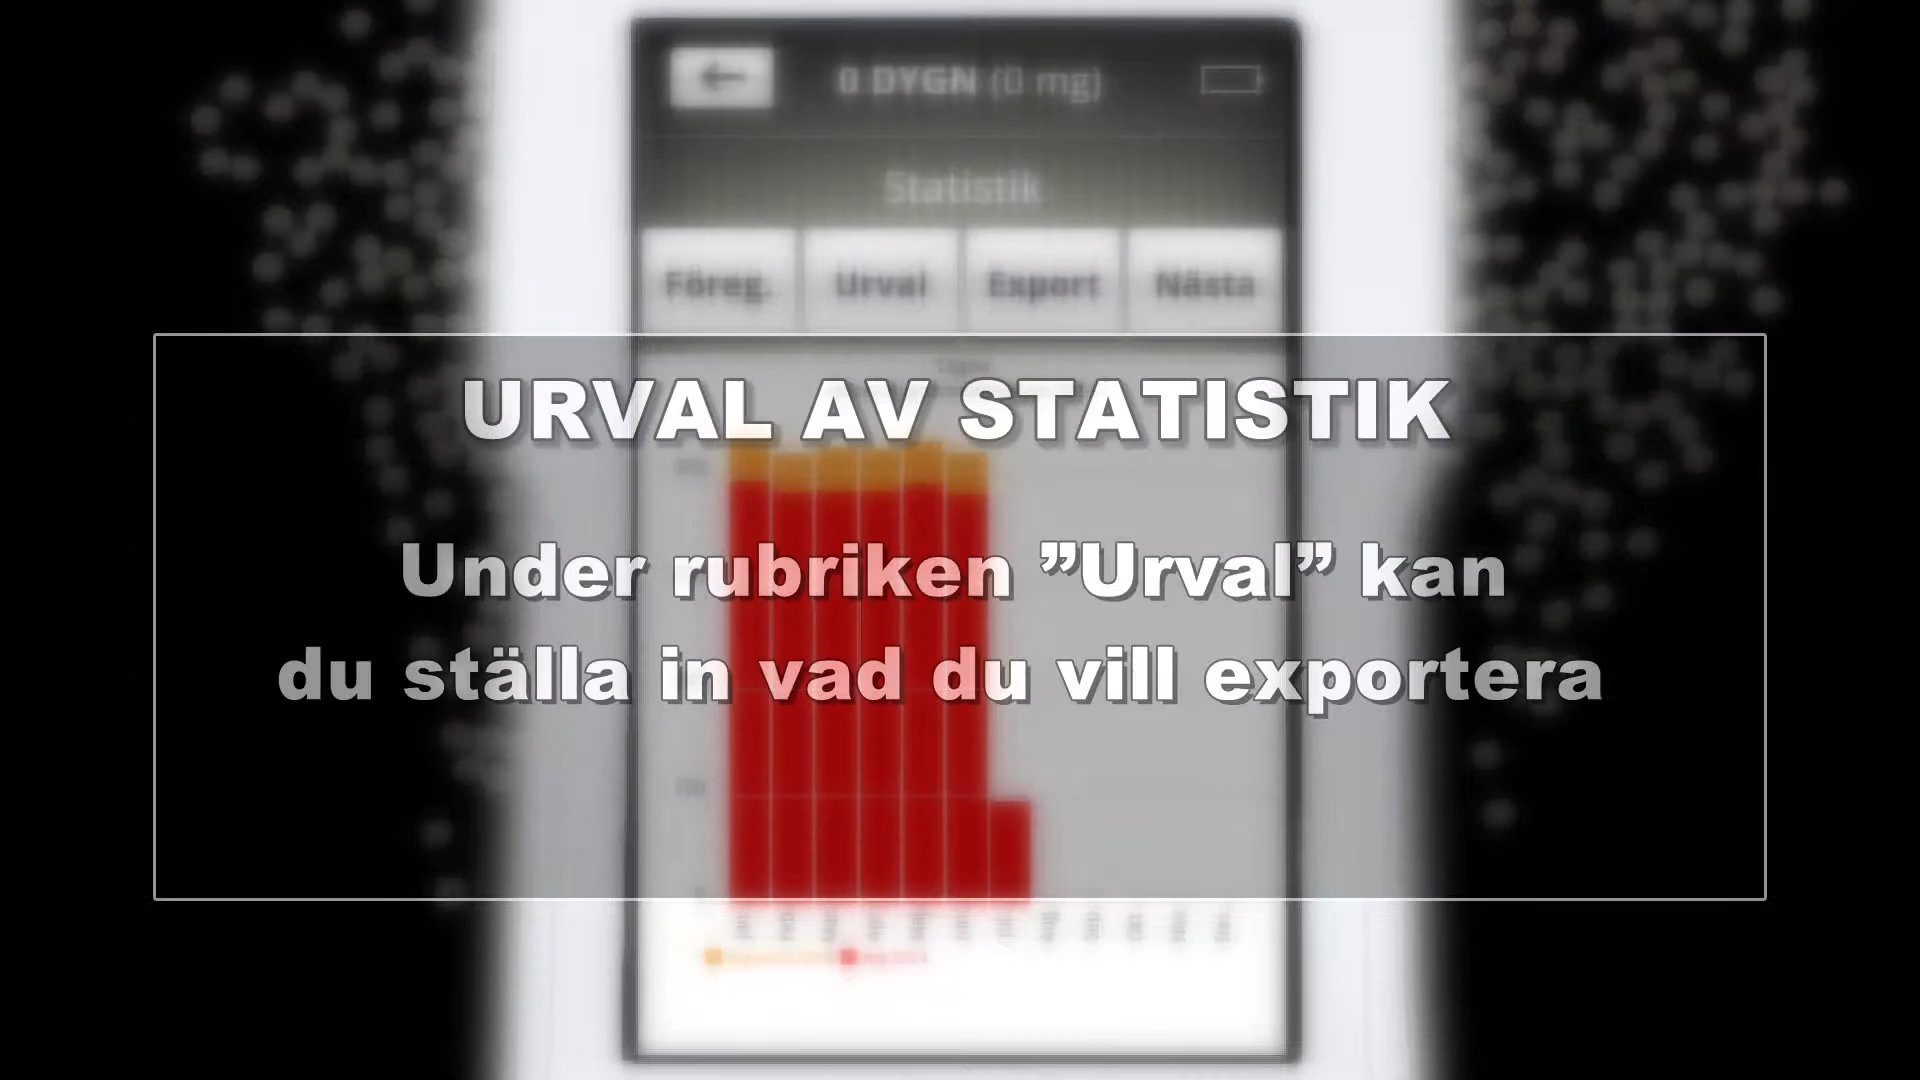 0 DYGN (0 mg)
Statistik
Föreg. Urval Export Nästa
URVAL AV STATISTIK
Under rubriken ”Urval” kan
du ställa in vad du vill exportera